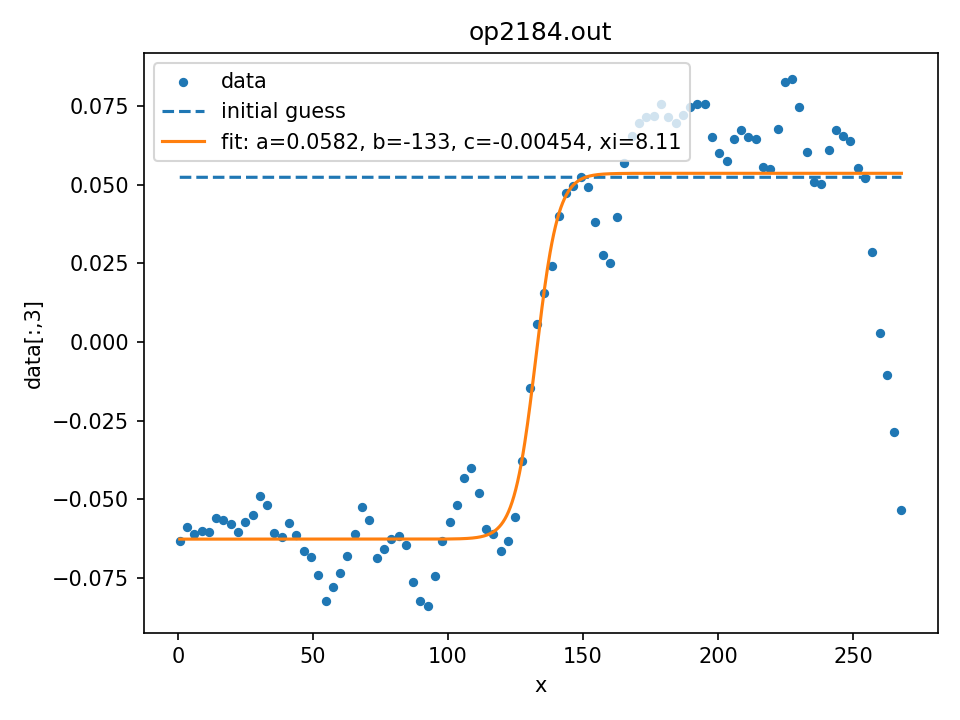 op2184.out
data
initial guess
fit: a=0.0582, b=-133, c=-0.00454, xi=8.11
0.075
0.050
0.025
0.000
−0.025
−0.050
−0.075
data[:,3]
0 50 100 150 200 250
x